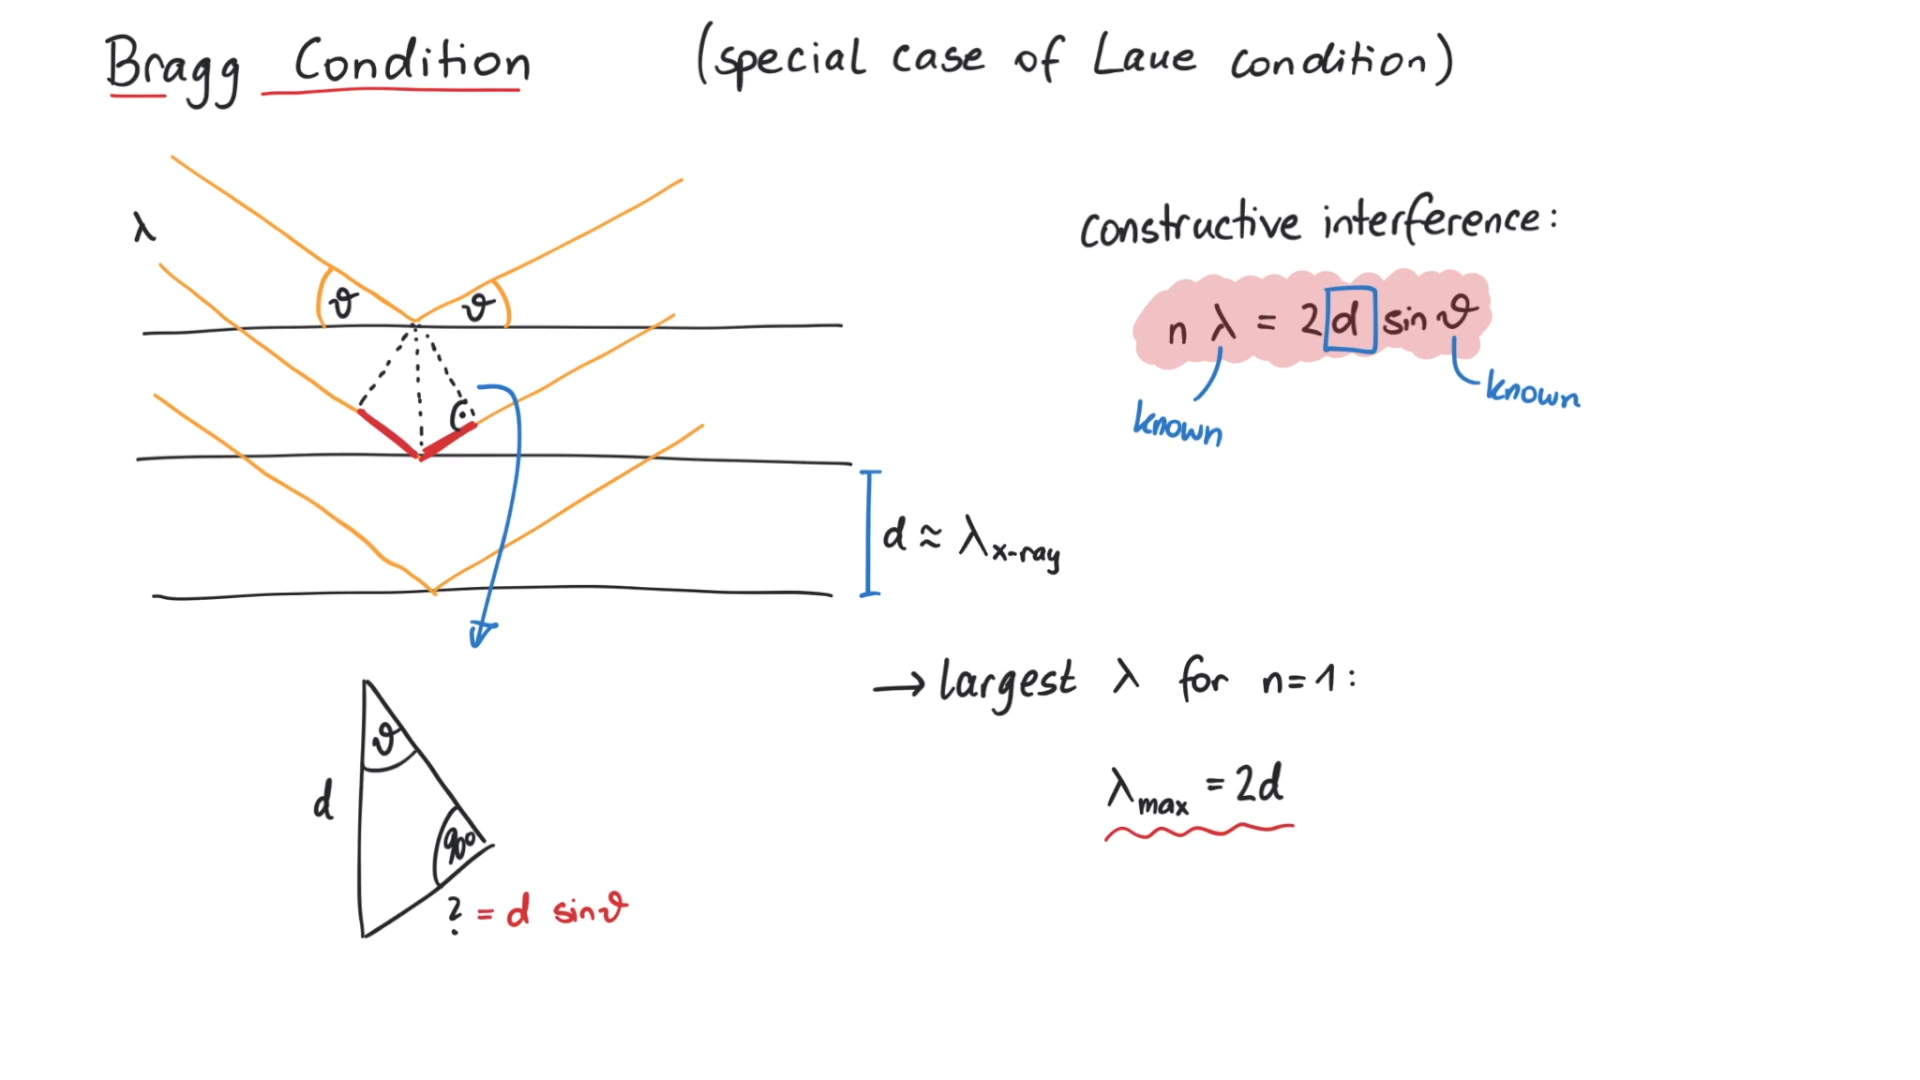 Bragg Condition (special case of Laue condition)
λ
ϑ ϑ
constructive interference:
n λ = 2 d sin ϑ
known
known
d ≈ λx-ray
→ largest λ for n=1:
λmax = 2d
ϑ
d
90°
? = d sinϑ